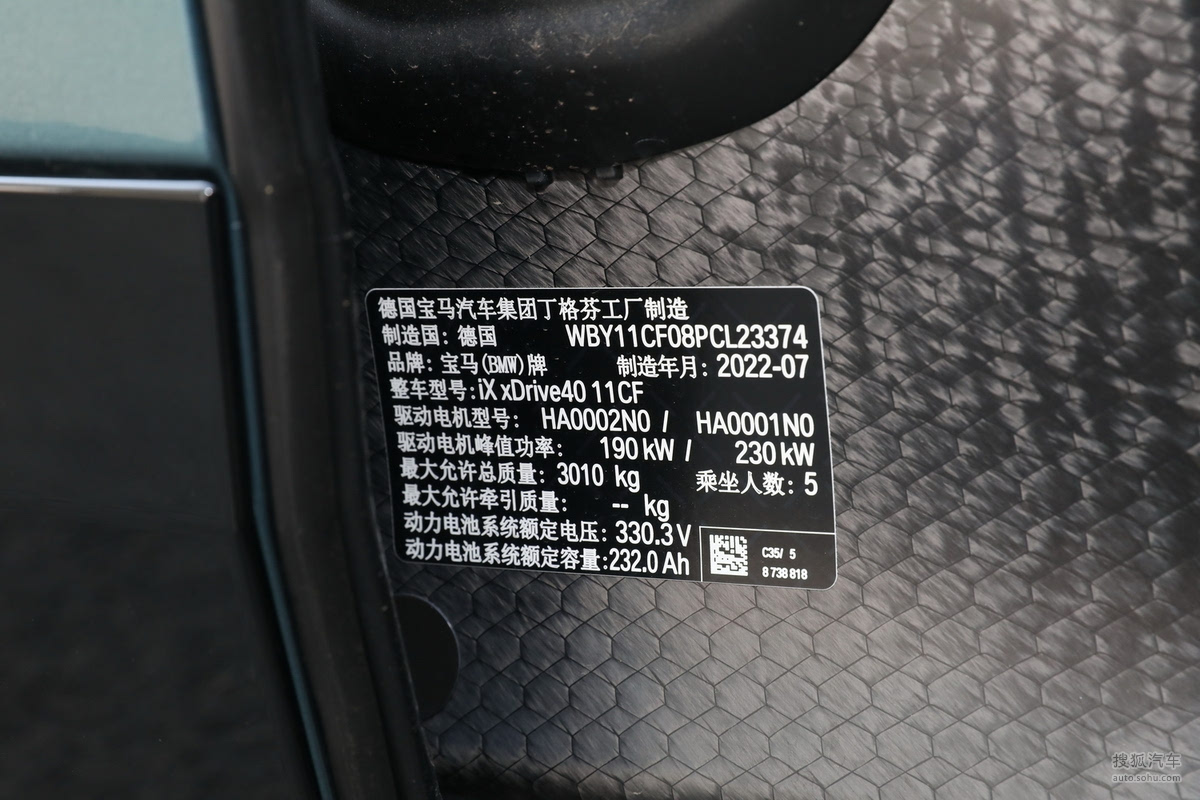 德国宝马汽车集团丁格芬工厂制造
制造国: 德国 WBY11CF08PCL23374
品牌: 宝马(BMW)牌 制造年月: 2022-07
整车型号:iX xDrive40 11CF
驱动电机型号: HA0002N0 / HA0001N0
驱动电机峰值功率: 190 kW / 230 kW
最大允许总质量: 3010 kg 乘坐人数: 5
最大允许牵引质量: -- kg
动力电池系统额定电压: 330.3 V
动力电池系统额定容量:232.0 Ah
C35/ 5
8 738 818
搜狐汽车
auto.sohu.com